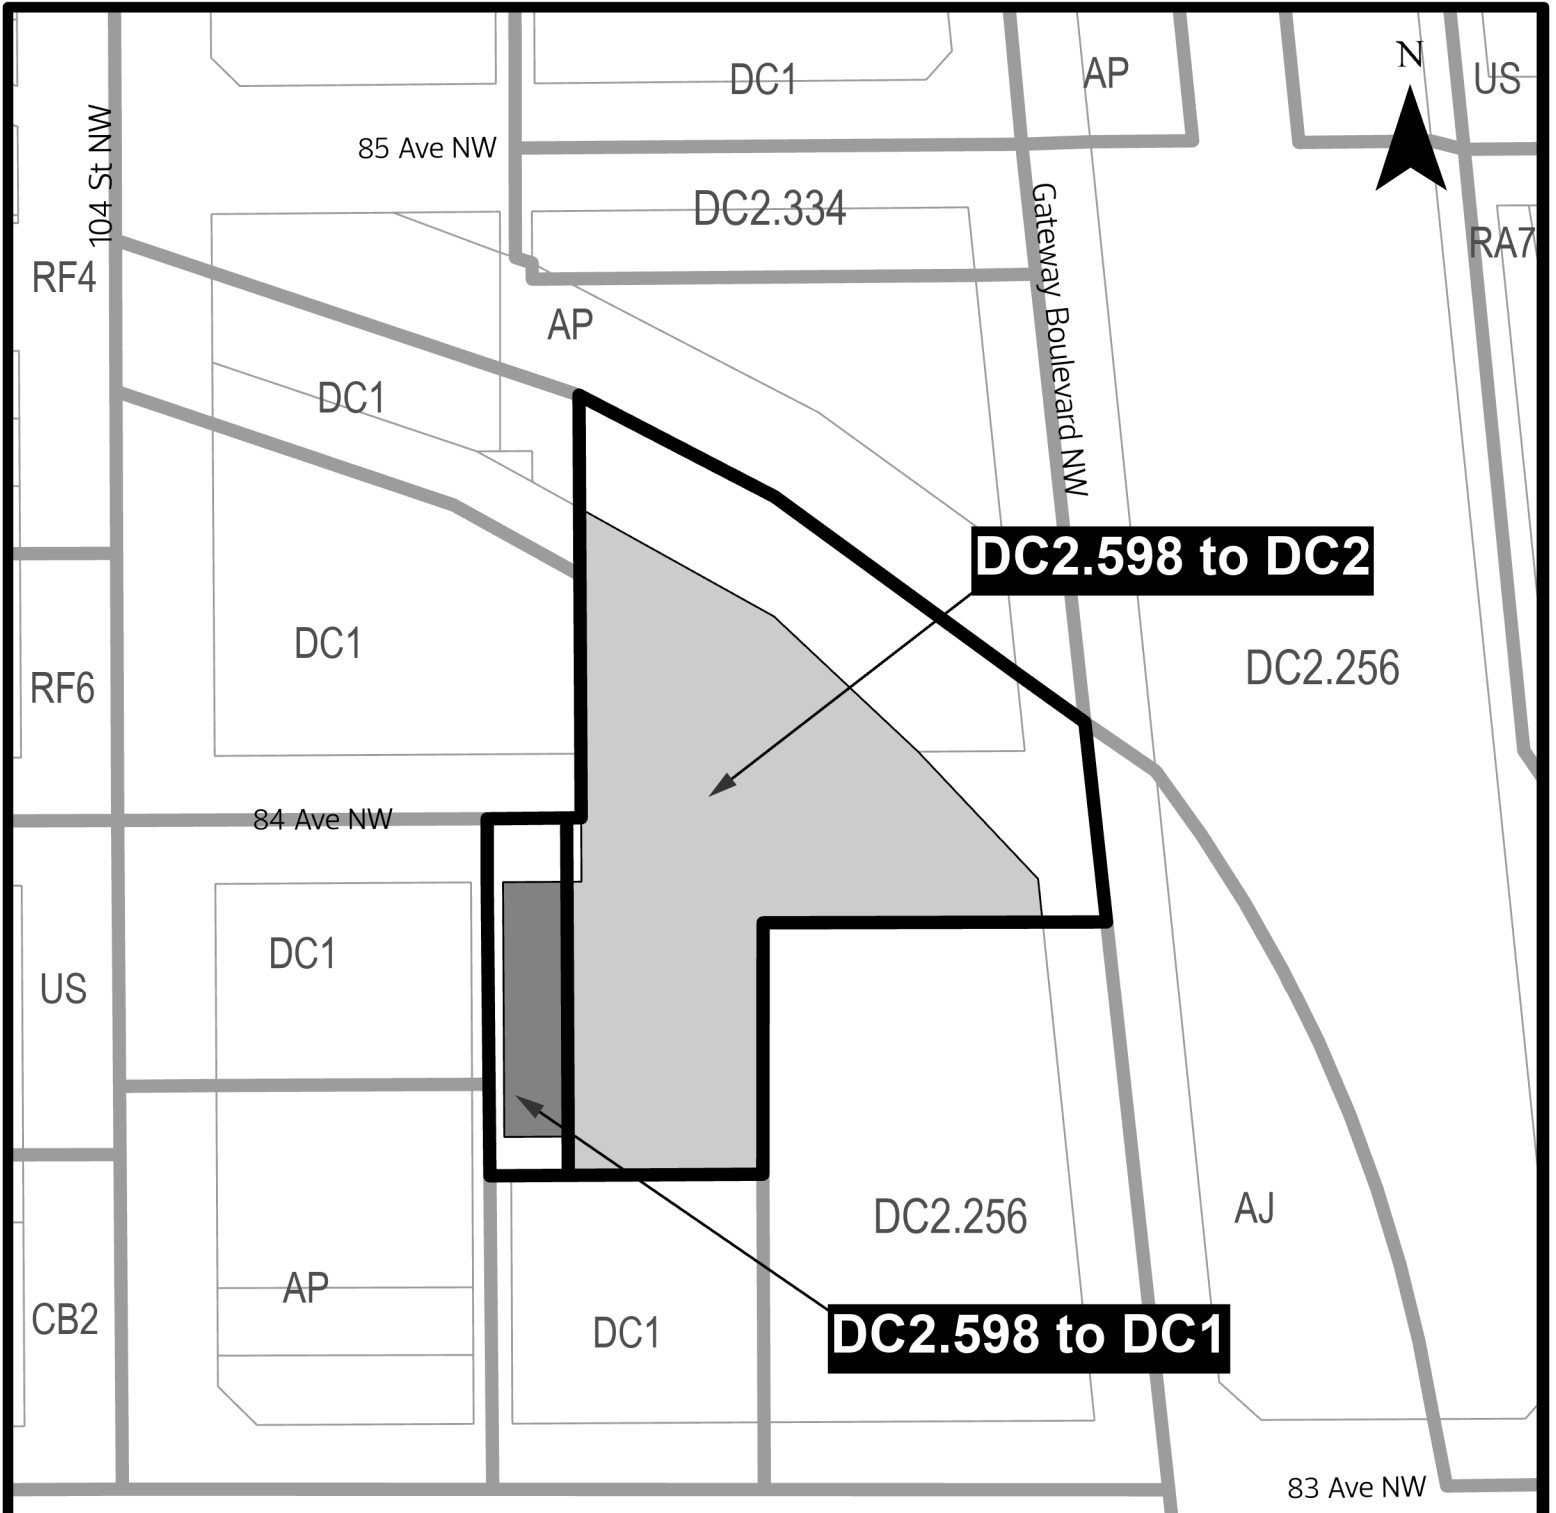 DC1
AP
N
US
104 St NW
85 Ave NW
DC2.334
Gateway Boulevard NW
RA7
RF4
AP
DC1
DC2.598 to DC2
DC1
DC2.256
RF6
84 Ave NW
DC1
US
DC2.256
AJ
AP
CB2
DC1
DC2.598 to DC1
83 Ave NW